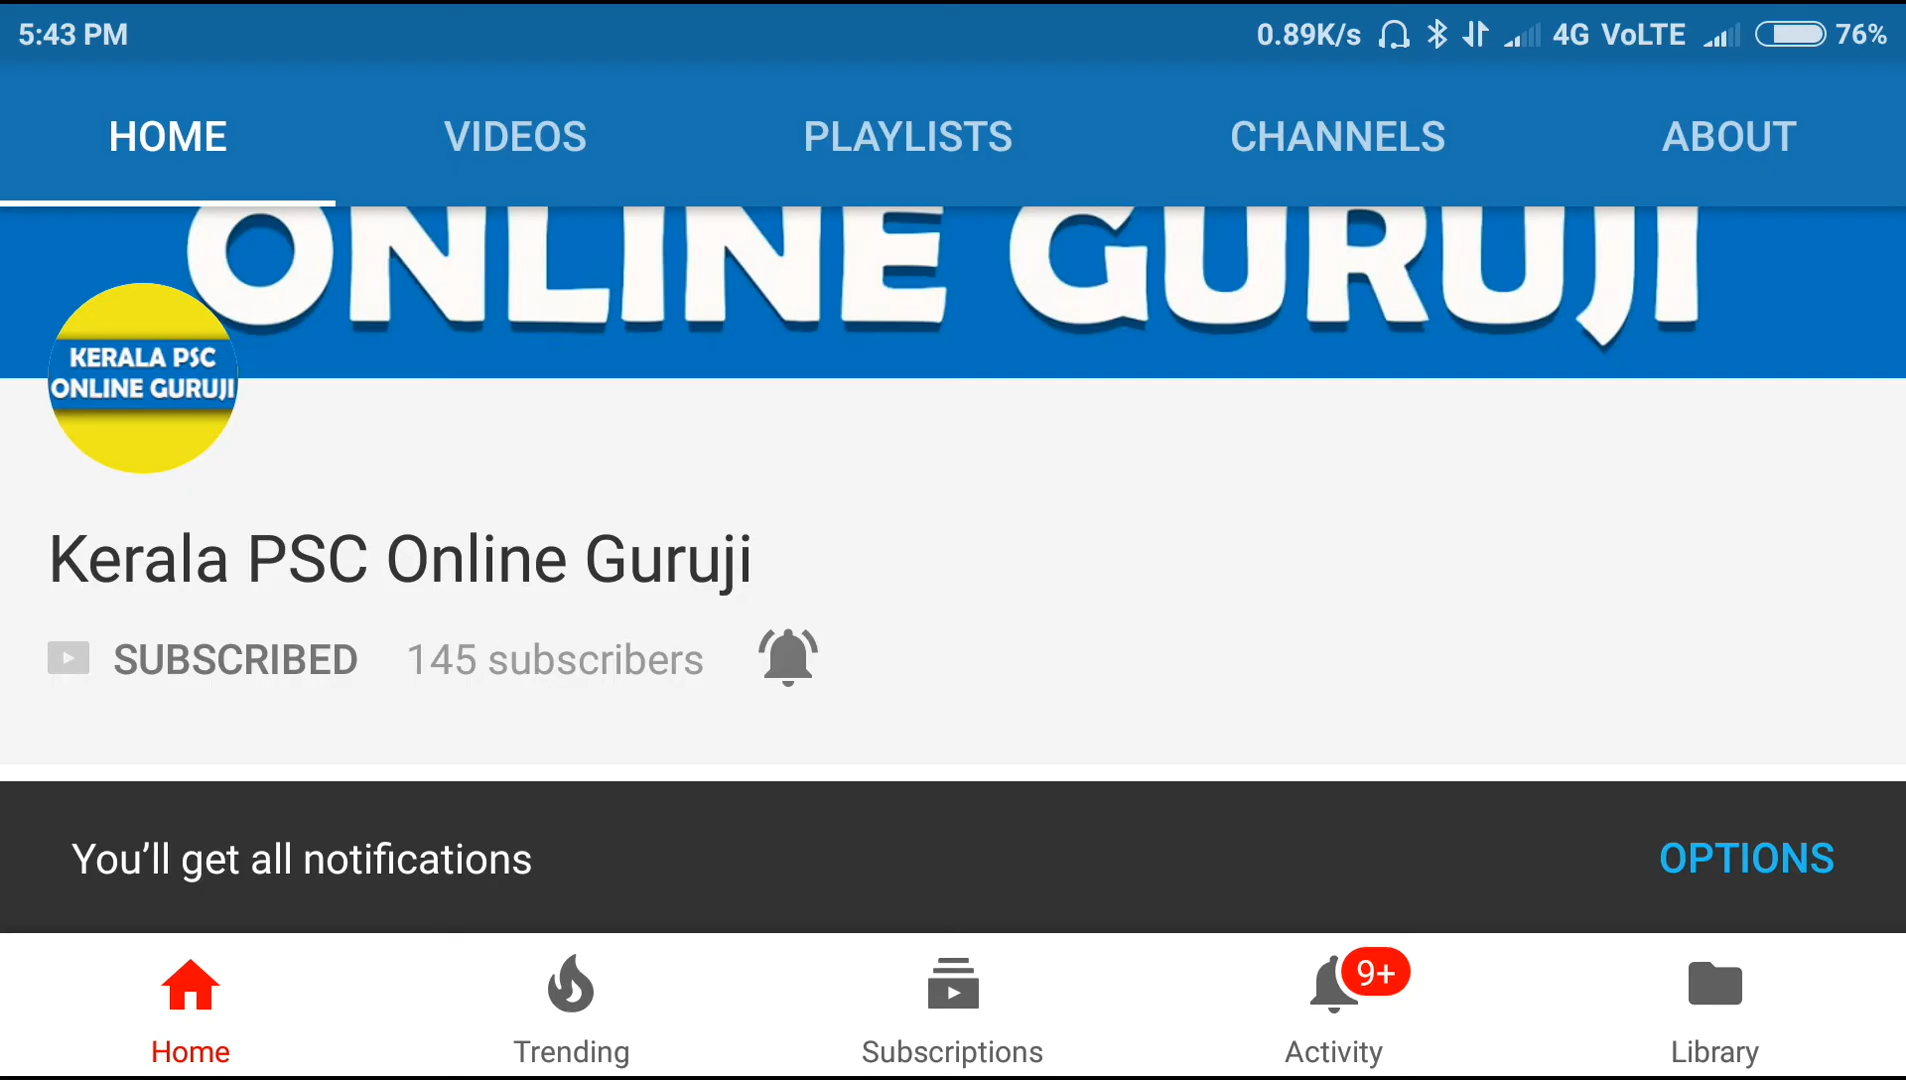 5:43 PM 0.89K/s 4G VoLTE 76%
HOME VIDEOS PLAYLISTS CHANNELS ABOUT
ONLINE GURUJI
KERALA PSC
ONLINE GURUJI
Kerala PSC Online Guruji
SUBSCRIBED 145 subscribers
You’ll get all notifications OPTIONS
9+
Home Trending Subscriptions Activity Library